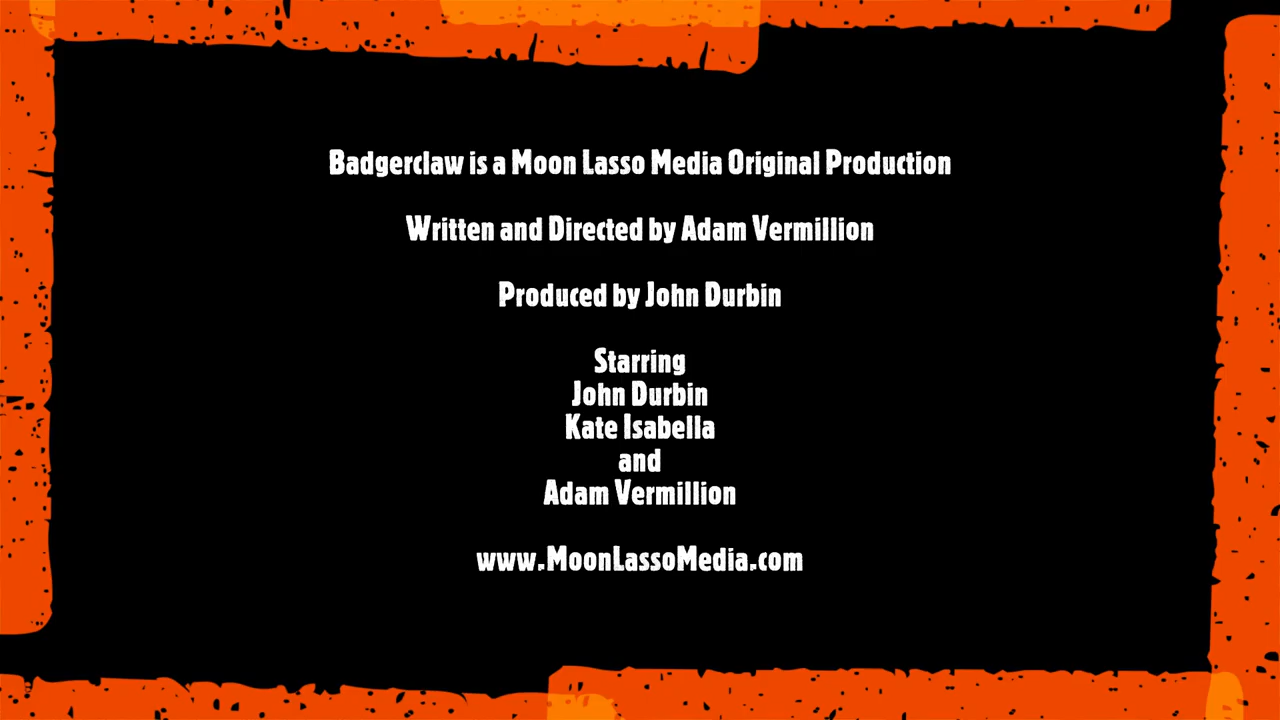 Badgerclaw is a Moon Lasso Media Original Production
Written and Directed by Adam Vermillion
Produced by John Durbin
Starring
John Durbin
Kate Isabella
and
Adam Vermillion
www.MoonLassoMedia.com